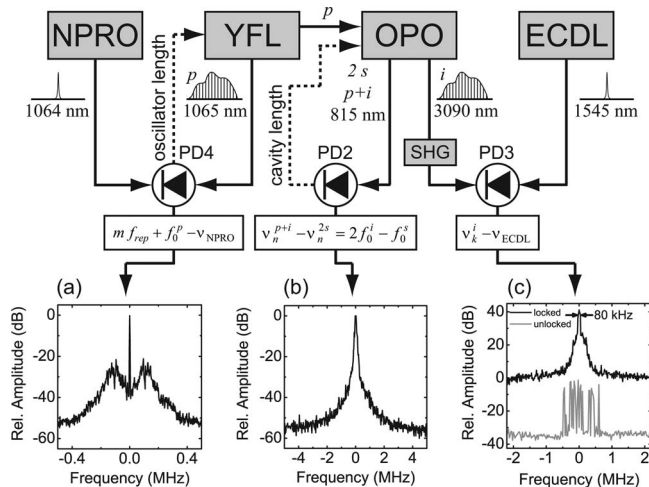 NPRO
YFL
p
OPO
ECDL
1064 nm
oscillator length
p
1065 nm
cavity length
2 s
p+i
815 nm
i
3090 nm
1545 nm
SHG
PD4
PD2
PD3
m f_rep + f_0^p − ν_NPRO
ν_n^{p+i} − ν_n^{2s} = 2f_0^i − f_0^s
ν_k^i − ν_ECDL
(a)
(b)
(c)
Rel. Amplitude (dB)
0
-20
-40
-60
-0.4
0.0
0.4
Frequency (MHz)
Rel. Amplitude (dB)
0
-20
-40
-60
-4
-2
0
2
4
Frequency (MHz)
Rel. Amplitude (dB)
40
20
0
-20
-40
locked
unlocked
80 kHz
-2
-1
0
1
2
Frequency (MHz)